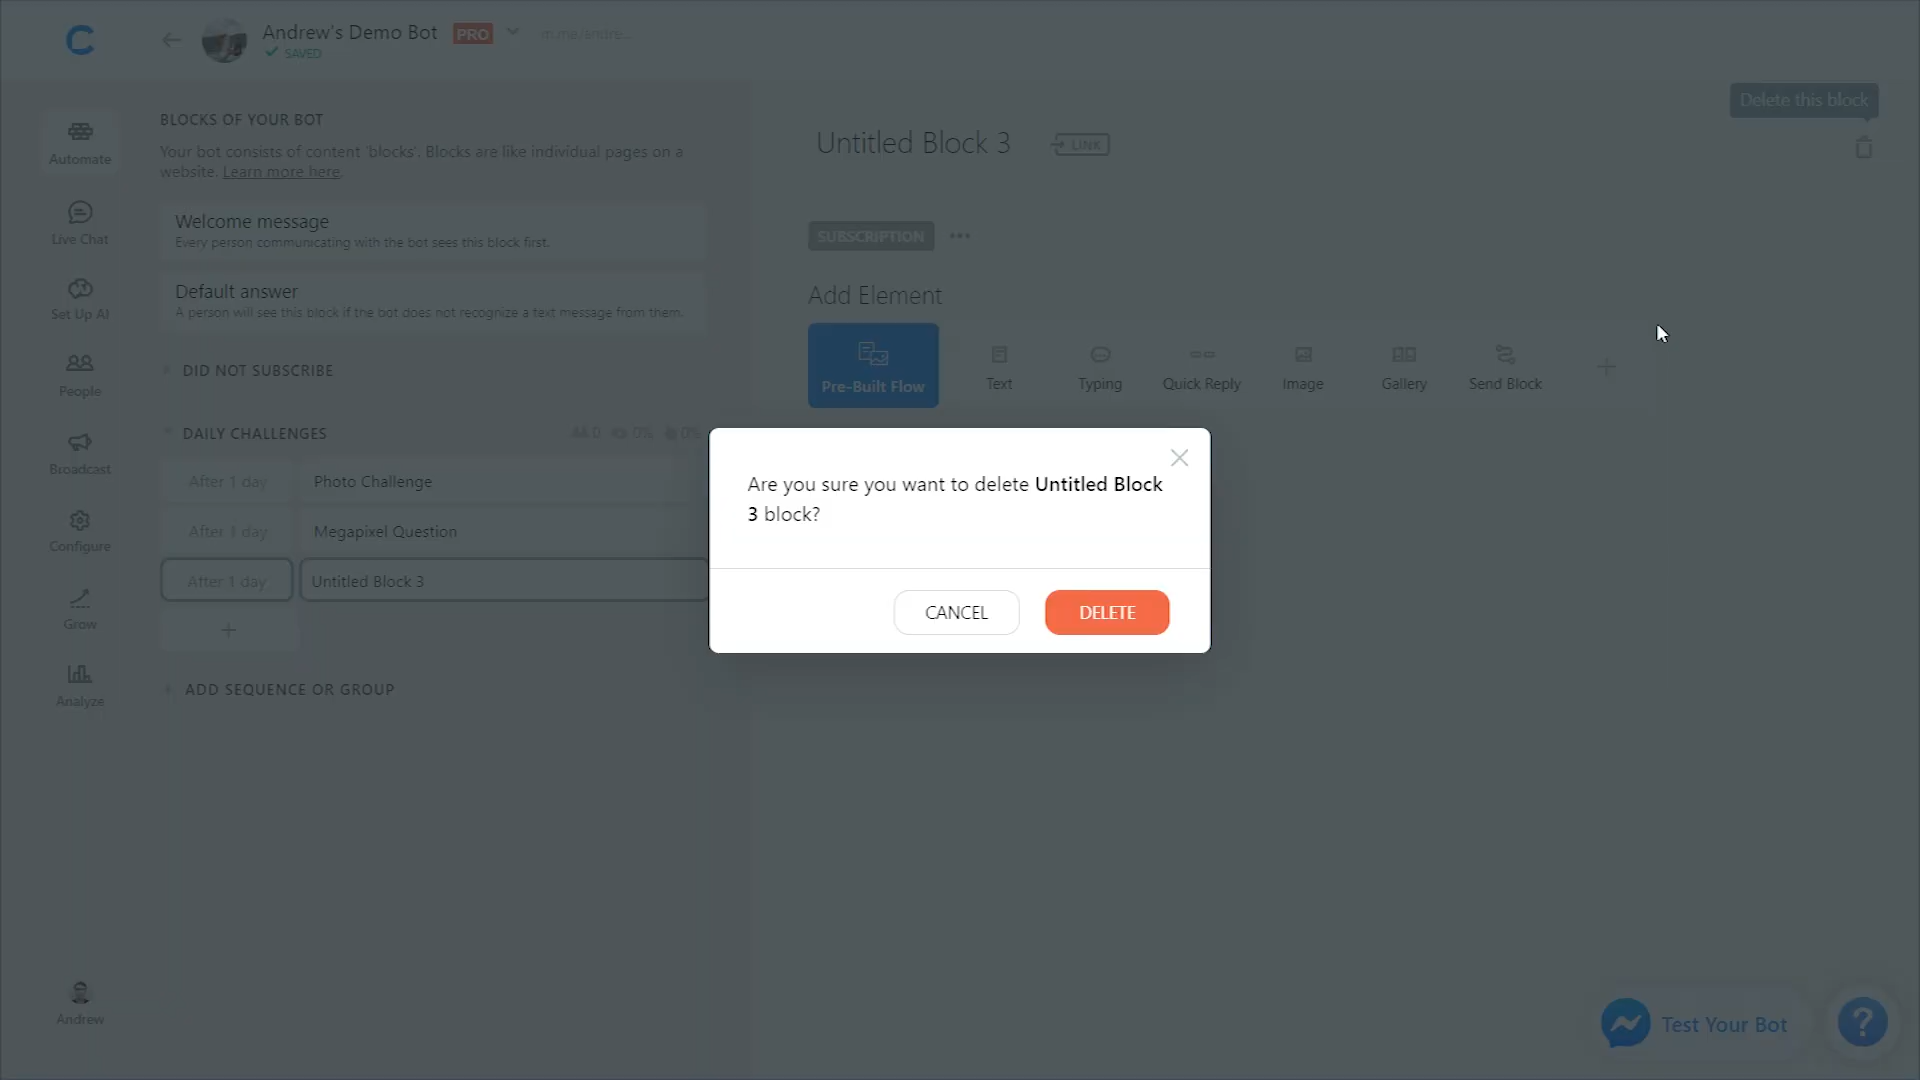 Andrew's Demo Bot PRO m.me/andre...
SAVED
Delete this block
Automate
Live Chat
Set Up AI
People
Broadcast
Configure
Grow
Analyze
Andrew
BLOCKS OF YOUR BOT
Your bot consists of content 'blocks'. Blocks are like individual pages on a
website. Learn more here.
Welcome message
Every person communicating with the bot sees this block first.
Default answer
A person will see this block if the bot does not recognize a text message from them.
DID NOT SUBSCRIBE
DAILY CHALLENGES 0 0% 0%
After 1 day Photo Challenge
After 1 day Megapixel Question
After 1 day Untitled Block 3
+
+ ADD SEQUENCE OR GROUP
Untitled Block 3 LINK
SUBSCRIPTION •••
Add Element
Pre-Built Flow Text Typing Quick Reply Image Gallery Send Block +
Are you sure you want to delete Untitled Block
3 block?
CANCEL DELETE
Test Your Bot ?